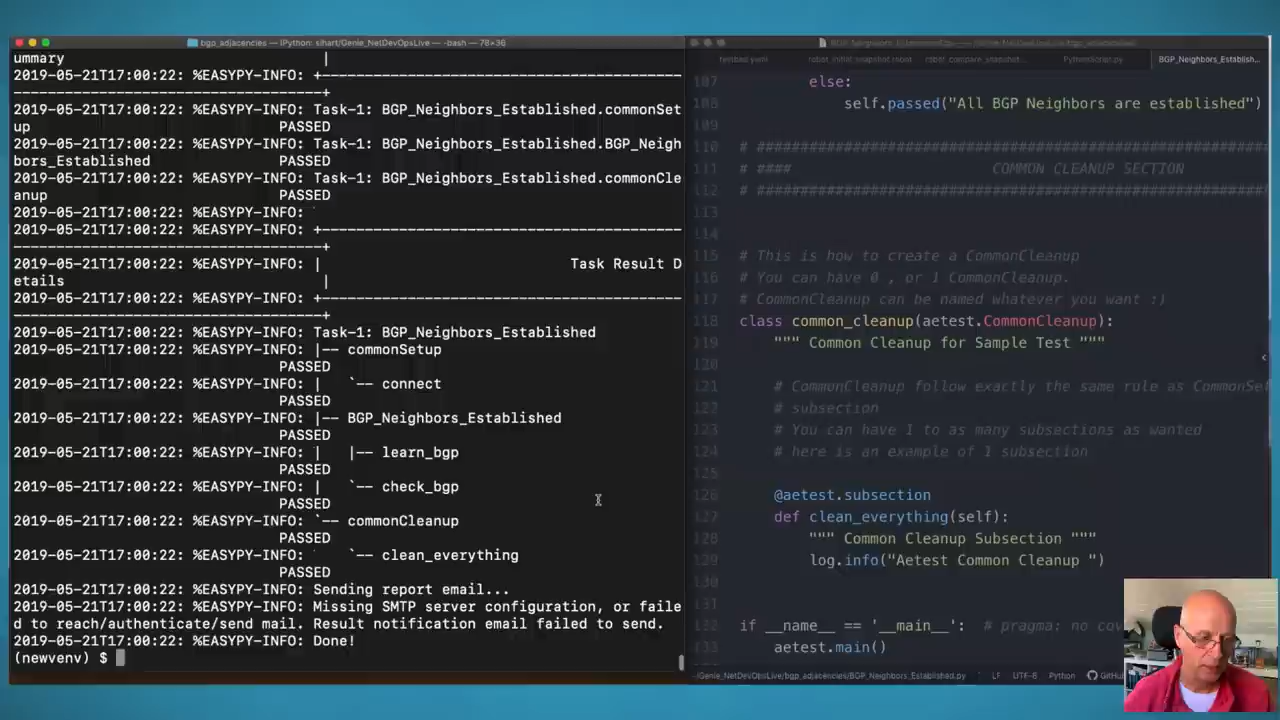 bgp_adjacencies — IPython: sihart/Genie_NetDevOpsLive — -bash — 78×36
ummary                                    |
2019-05-21T17:00:22: %EASYPY-INFO: +------------------------------------------
------------------------------------+
2019-05-21T17:00:22: %EASYPY-INFO: Task-1: BGP_Neighbors_Established.commonSet
up                                  PASSED
2019-05-21T17:00:22: %EASYPY-INFO: Task-1: BGP_Neighbors_Established.BGP_Neigh
bors_Established               PASSED
2019-05-21T17:00:22: %EASYPY-INFO: Task-1: BGP_Neighbors_Established.commonCle
anup                              PASSED
2019-05-21T17:00:22: %EASYPY-INFO:
2019-05-21T17:00:22: %EASYPY-INFO: +------------------------------------------
------------------------------------+
2019-05-21T17:00:22: %EASYPY-INFO: |                             Task Result D
etails                               |
2019-05-21T17:00:22: %EASYPY-INFO: +------------------------------------------
------------------------------------+
2019-05-21T17:00:22: %EASYPY-INFO: Task-1: BGP_Neighbors_Established
2019-05-21T17:00:22: %EASYPY-INFO: |-- commonSetup
PASSED
2019-05-21T17:00:22: %EASYPY-INFO: |   `-- connect
PASSED
2019-05-21T17:00:22: %EASYPY-INFO: |-- BGP_Neighbors_Established
PASSED
2019-05-21T17:00:22: %EASYPY-INFO: |   |-- learn_bgp
PASSED
2019-05-21T17:00:22: %EASYPY-INFO: |   `-- check_bgp
PASSED
2019-05-21T17:00:22: %EASYPY-INFO: `-- commonCleanup
PASSED
2019-05-21T17:00:22: %EASYPY-INFO:     `-- clean_everything
PASSED
2019-05-21T17:00:22: %EASYPY-INFO: Sending report email...
2019-05-21T17:00:22: %EASYPY-INFO: Missing SMTP server configuration, or faile
d to reach/authenticate/send mail. Result notification email failed to send.
2019-05-21T17:00:22: %EASYPY-INFO: Done!
(newvenv) $
testbed.yaml robot_initial_snapshot.robot robot_compare_snapshot... PythonScript.py BGP_Neighbors_Establish...
107 else:
108 self.passed("All BGP Neighbors are established")
109
110 # ####################################################
111 # #### COMMON CLEANUP SECTION
112 # ####################################################
113
114
115 # This is how to create a CommonCleanup
116 # You can have 0 , or 1 CommonCleanup.
117 # CommonCleanup can be named whatever you want :)
118 class common_cleanup(aetest.CommonCleanup):
119 """ Common Cleanup for Sample Test """
120
121 # CommonCleanup follow exactly the same rule as CommonSet
122 # subsection
123 # You can have 1 to as many subsections as wanted
124 # here is an example of 1 subsection
125
126 @aetest.subsection
127 def clean_everything(self):
128 """ Common Cleanup Subsection """
129 log.info("Aetest Common Cleanup ")
130
131
132 if __name__ == '__main__': # pragma: no cov
133 aetest.main()
~/Genie_NetDevOpsLive/bgp_adjacencies/BGP_Neighbors_Established.py LF UTF-8 Python GitHu